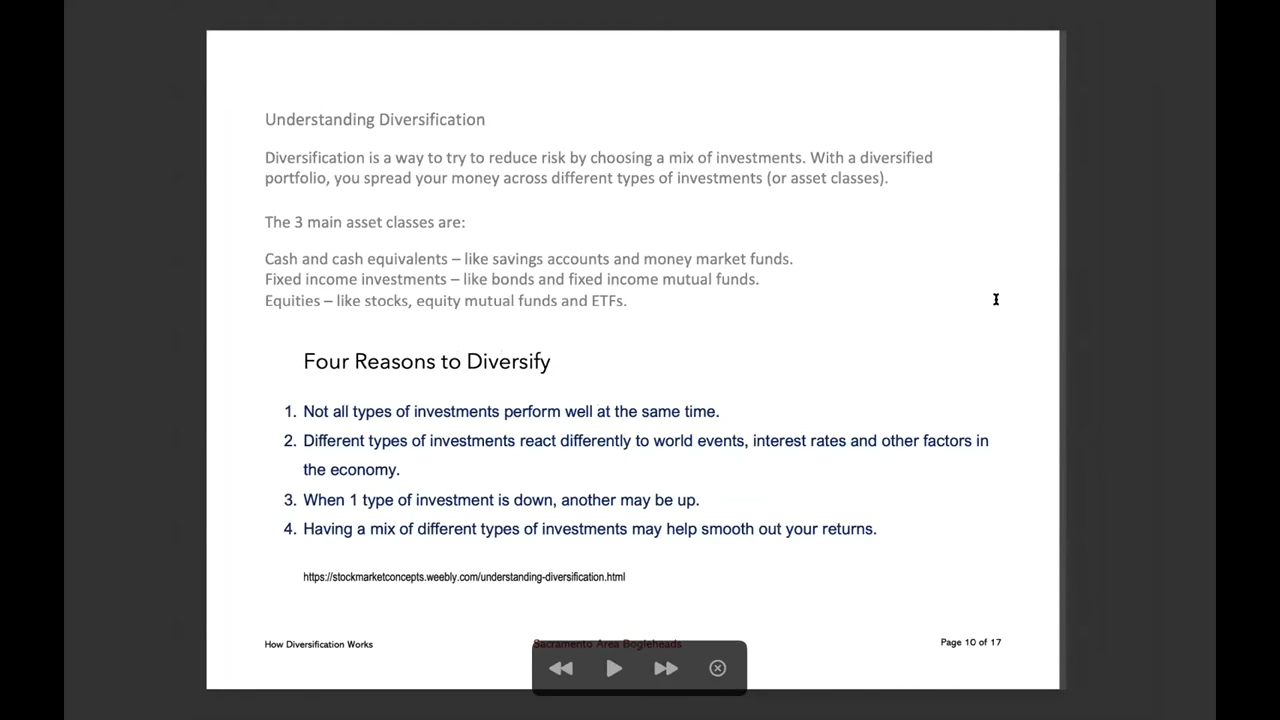 Understanding Diversification
Diversification is a way to try to reduce risk by choosing a mix of investments. With a diversified
portfolio, you spread your money across different types of investments (or asset classes).
The 3 main asset classes are:
Cash and cash equivalents – like savings accounts and money market funds.
Fixed income investments – like bonds and fixed income mutual funds.
Equities – like stocks, equity mutual funds and ETFs.
Four Reasons to Diversify
1. Not all types of investments perform well at the same time.
2. Different types of investments react differently to world events, interest rates and other factors in
the economy.
3. When 1 type of investment is down, another may be up.
4. Having a mix of different types of investments may help smooth out your returns.
https://stockmarketconcepts.weebly.com/understanding-diversification.html
How Diversification Works
Sacramento Area Bogleheads
Page 10 of 17